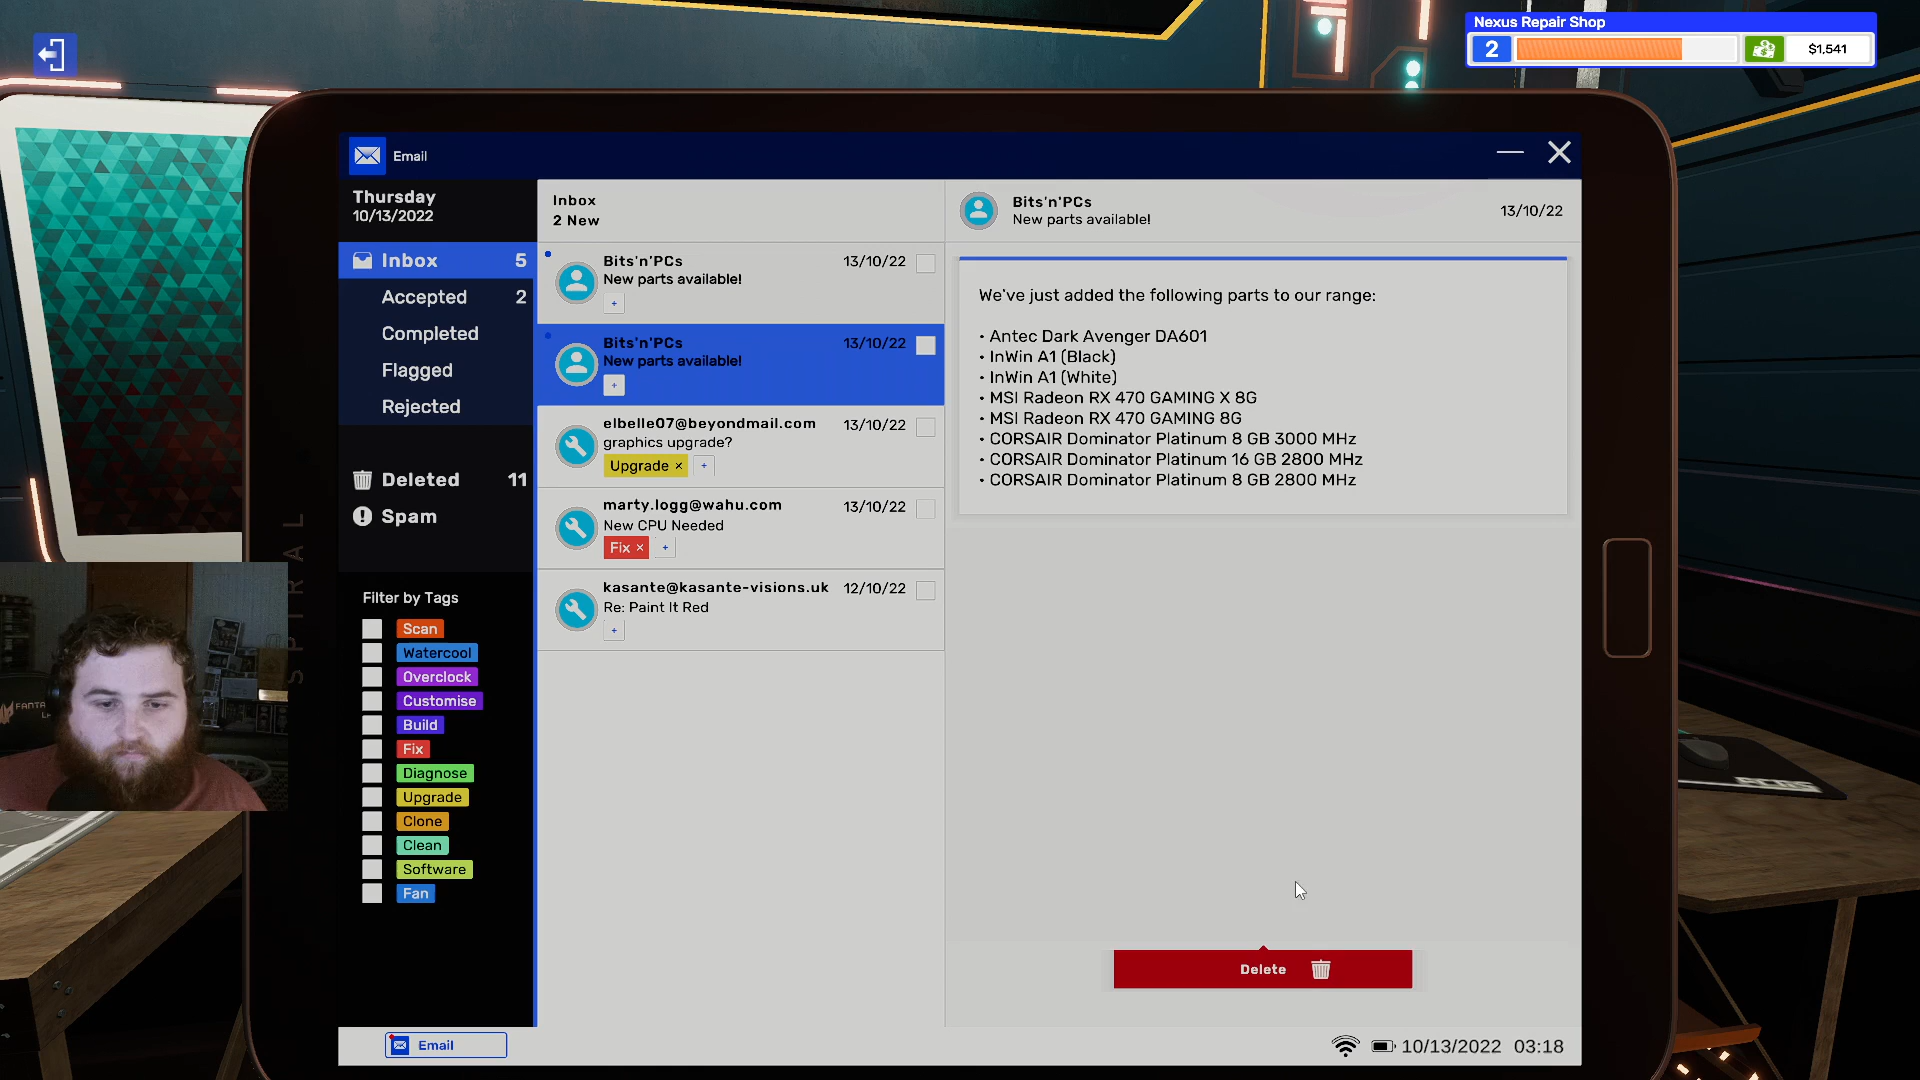 Nexus Repair Shop
2
$1,541
Email
Thursday
10/13/2022
Inbox 5
Accepted 2
Completed
Flagged
Rejected
Deleted 11
Spam
Filter by Tags
Scan
Watercool
Overclock
Customise
Build
Fix
Diagnose
Upgrade
Clone
Clean
Software
Fan
Inbox
2 New
Bits'n'PCs 13/10/22
New parts available!
+
Bits'n'PCs 13/10/22
New parts available!
+
elbelle07@beyondmail.com 13/10/22
graphics upgrade?
Upgrade × +
marty.logg@wahu.com 13/10/22
New CPU Needed
Fix × +
kasante@kasante-visions.uk 12/10/22
Re: Paint It Red
+
Bits'n'PCs 13/10/22
New parts available!
We've just added the following parts to our range:
• Antec Dark Avenger DA601
• InWin A1 (Black)
• InWin A1 (White)
• MSI Radeon RX 470 GAMING X 8G
• MSI Radeon RX 470 GAMING 8G
• CORSAIR Dominator Platinum 8 GB 3000 MHz
• CORSAIR Dominator Platinum 16 GB 2800 MHz
• CORSAIR Dominator Platinum 8 GB 2800 MHz
Delete
SPIRAL
Email
10/13/2022 03:18